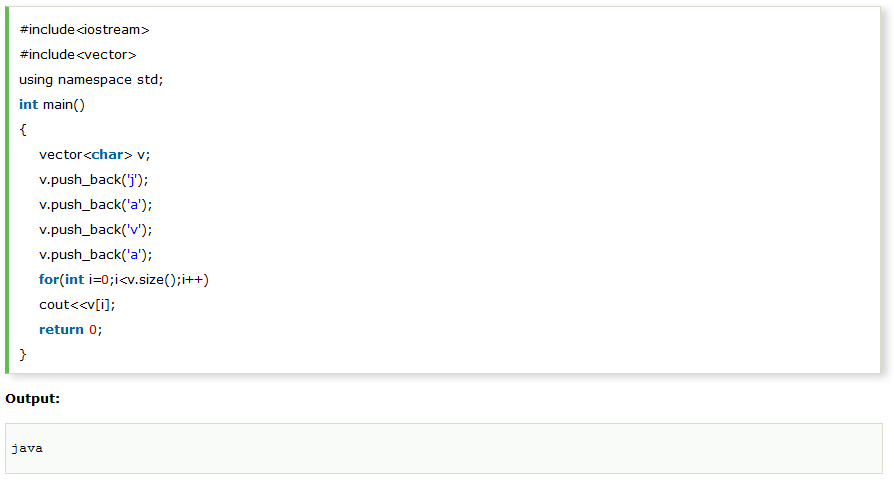 #include<iostream>
#include<vector>
using namespace std;
int main()
{
vector<char> v;
v.push_back('j');
v.push_back('a');
v.push_back('v');
v.push_back('a');
for(int i=0;i<v.size();i++)
cout<<v[i];
return 0;
}
Output:
java